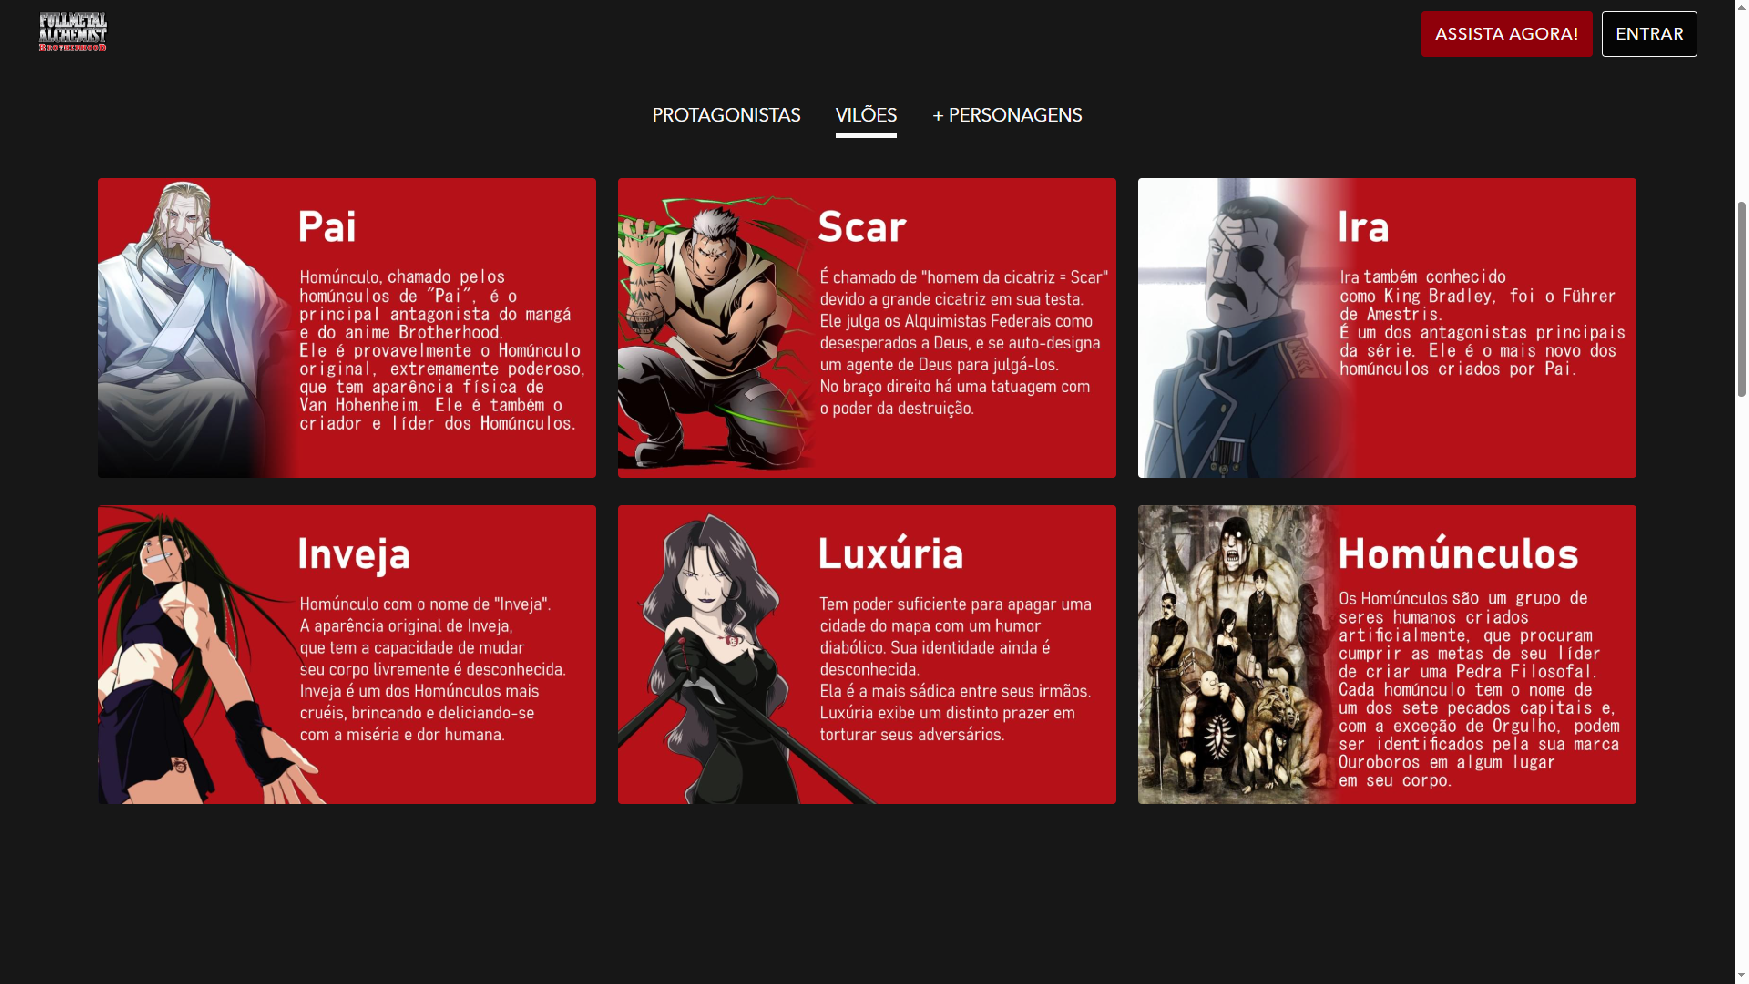 FULLMETAL
ALCHEMIST
BROTHERHOOD
ASSISTA AGORA!
ENTRAR
PROTAGONISTAS
VILÕES
+ PERSONAGENS
Pai
Homúnculo, chamado pelos
homúnculos de "Pai", é o
principal antagonista do mangá
e do anime Brotherhood.
Ele é provavelmente o Homúnculo
original, extremamente poderoso,
que tem aparência física de
Van Hohenheim. Ele é também o
criador e líder dos Homúnculos.
Scar
É chamado de "homem da cicatriz = Scar"
devido a grande cicatriz em sua testa.
Ele julga os Alquimistas Federais como
desesperados a Deus, e se auto-designa
um agente de Deus para julgá-los.
No braço direito há uma tatuagem com
o poder da destruição.
Ira
Ira também conhecido
como King Bradley, foi o Führer
de Amestris.
É um dos antagonistas principais
da série. Ele é o mais novo dos
homúnculos criados por Pai.
Inveja
Homúnculo com o nome de "Inveja".
A aparência original de Inveja,
que tem a capacidade de mudar
seu corpo livremente é desconhecida.
Inveja é um dos Homúnculos mais
cruéis, brincando e deliciando-se
com a miséria e dor humana.
Luxúria
Tem poder suficiente para apagar uma
cidade do mapa com um humor
diabólico. Sua identidade ainda é
desconhecida.
Ela é a mais sádica entre seus irmãos.
Luxúria exibe um distinto prazer em
torturar seus adversários.
Homúnculos
Os Homúnculos são um grupo de
seres humanos criados
artificialmente, que procuram
cumprir as metas de seu líder
de criar uma Pedra Filosofal.
Cada homúnculo tem o nome de
um dos sete pecados capitais e,
com a exceção de Orgulho, podem
ser identificados pela sua marca
Ouroboros em algum lugar
em seu corpo.